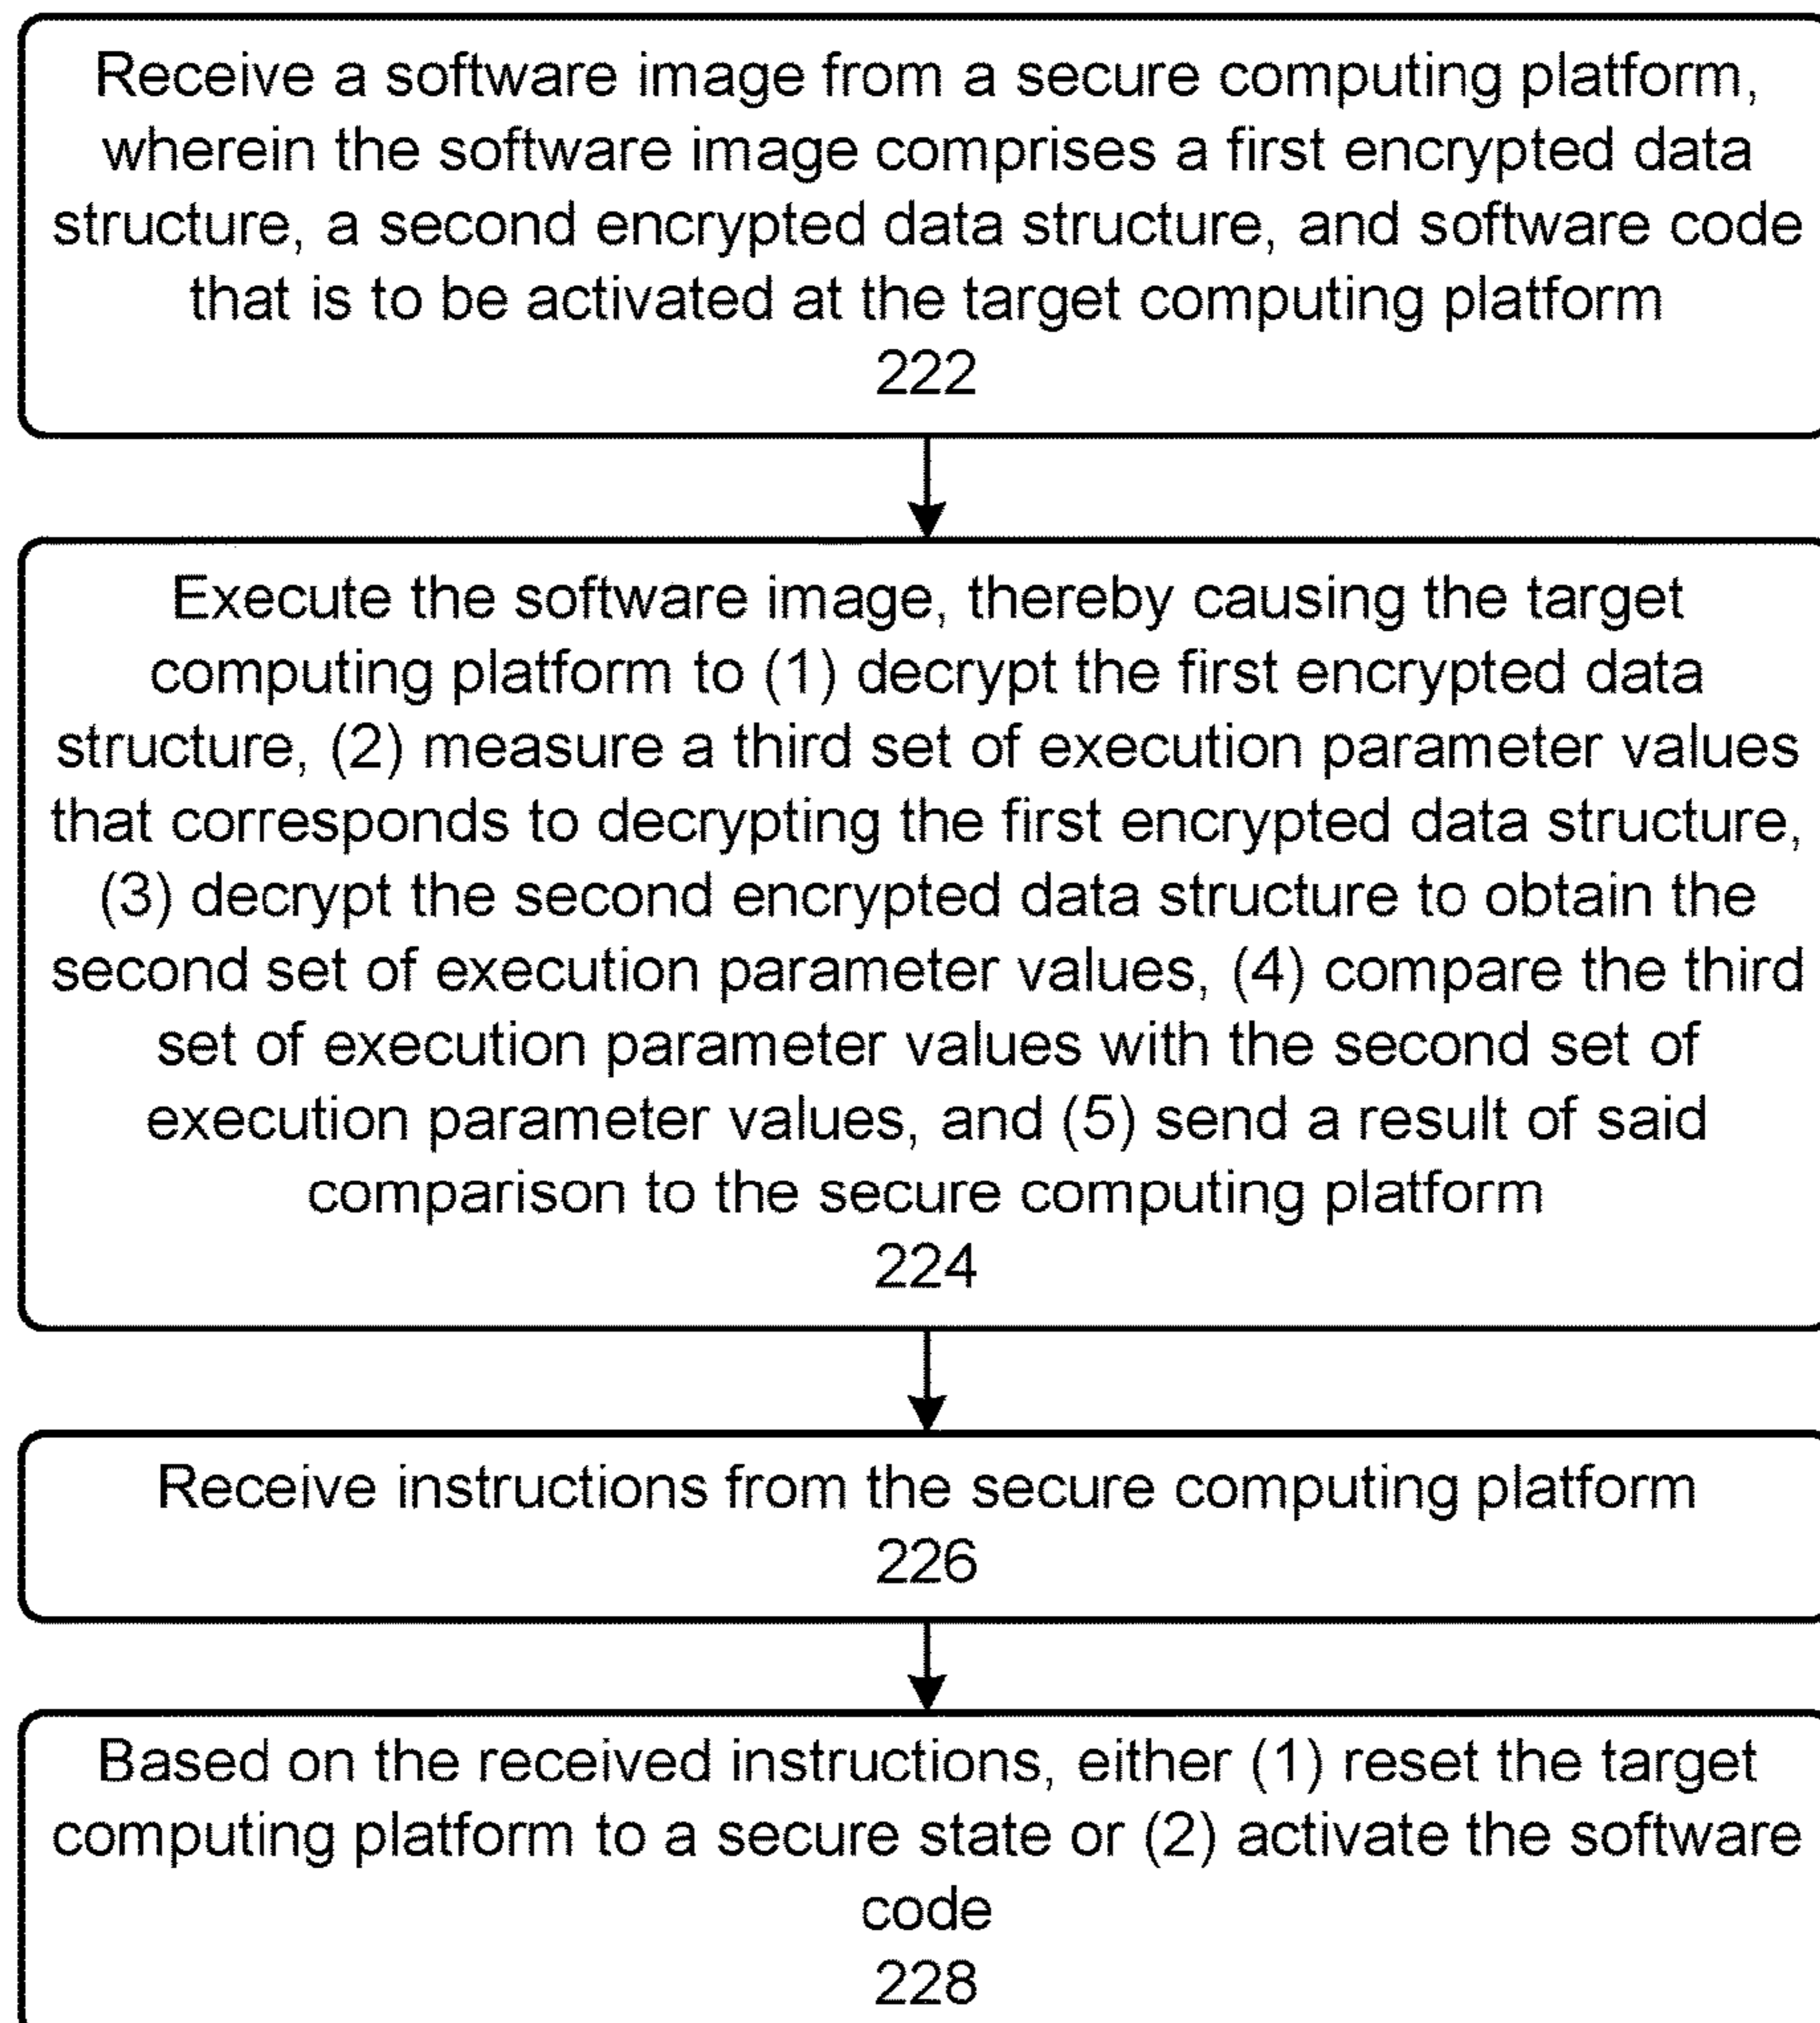 Receive a software image from a secure computing platform,
wherein the software image comprises a first encrypted data
structure, a second encrypted data structure, and software code
that is to be activated at the target computing platform
222
Execute the software image, thereby causing the target
computing platform to (1) decrypt the first encrypted data
structure, (2) measure a third set of execution parameter values
that corresponds to decrypting the first encrypted data structure,
(3) decrypt the second encrypted data structure to obtain the
second set of execution parameter values, (4) compare the third
set of execution parameter values with the second set of
execution parameter values, and (5) send a result of said
comparison to the secure computing platform
224
Receive instructions from the secure computing platform
226
Based on the received instructions, either (1) reset the target
computing platform to a secure state or (2) activate the software
code
228